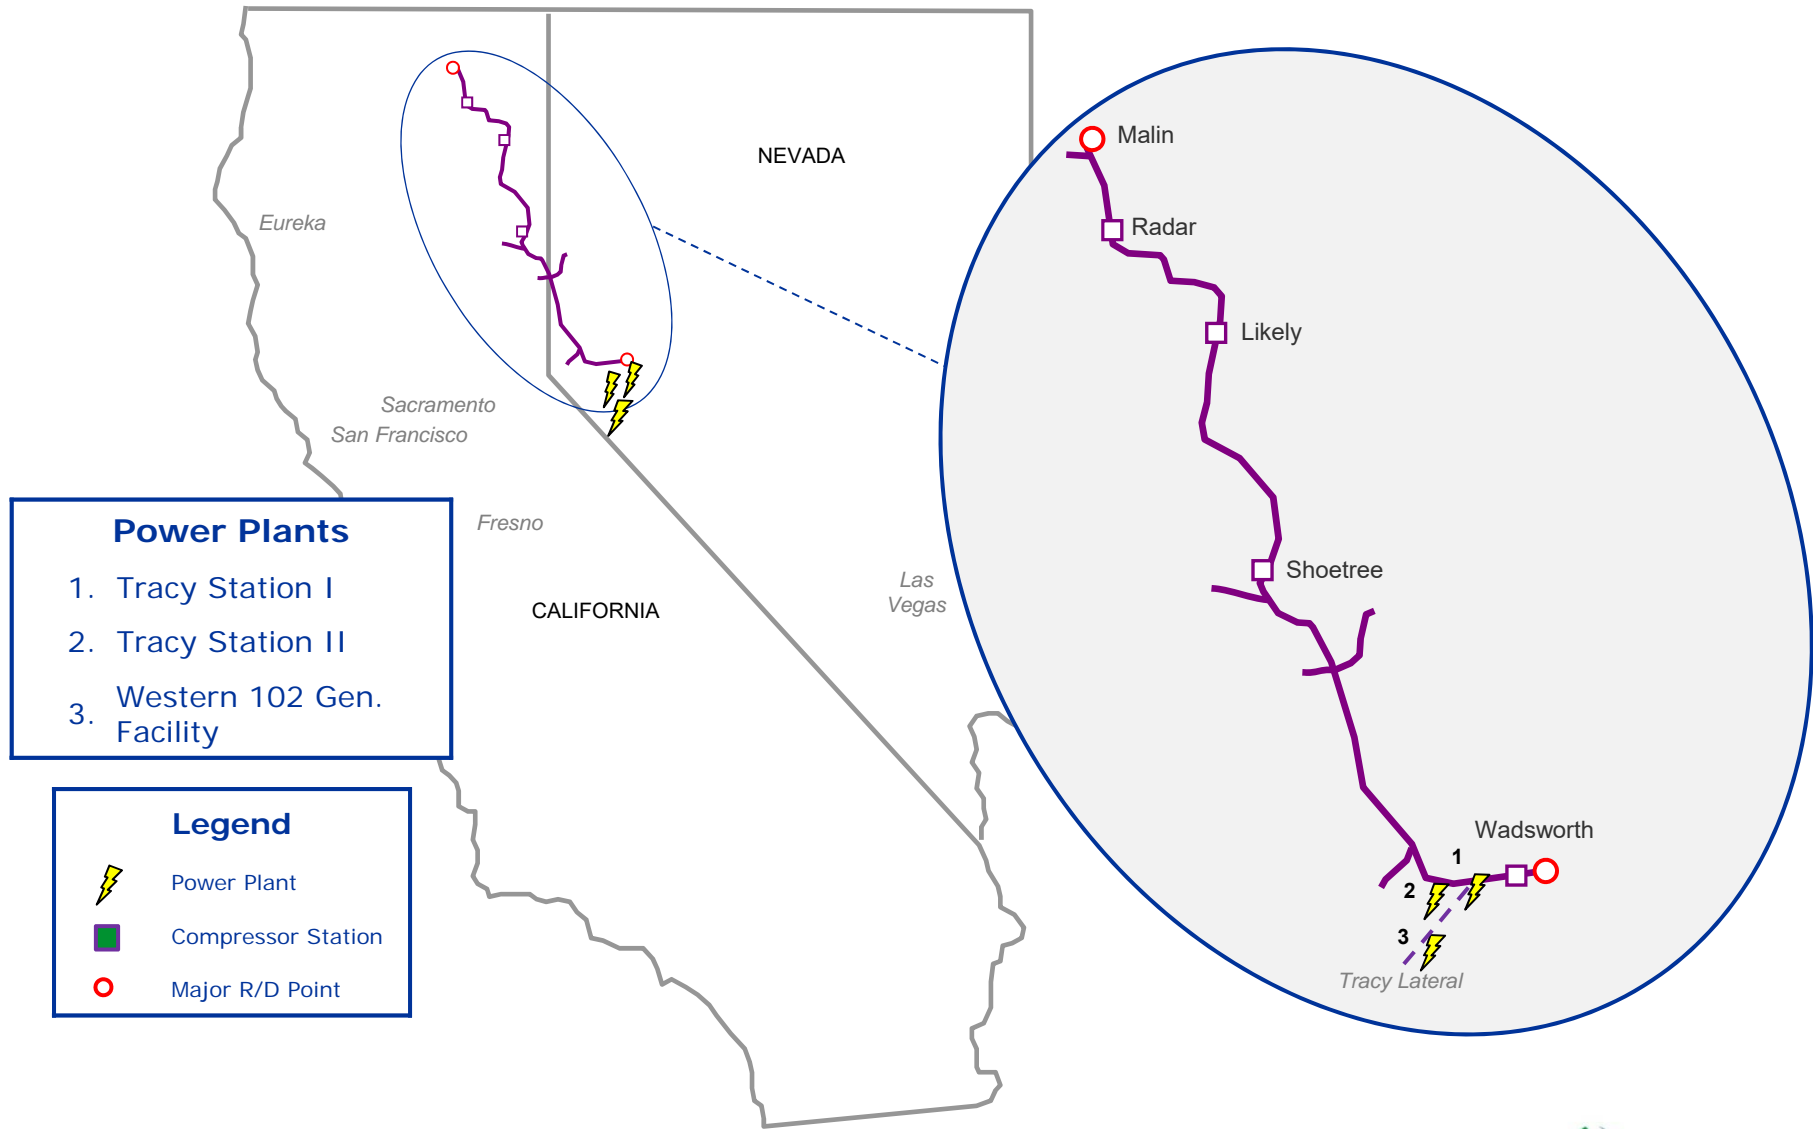 NEVADA
Eureka
Sacramento
San Francisco
Fresno
CALIFORNIA
Las
Vegas
Malin
Radar
Likely
Shoetree
Wadsworth
1
2
3
Tracy Lateral
Power Plants
1. Tracy Station I
2. Tracy Station II
3. Western 102 Gen.
Facility
Legend
Power Plant
Compressor Station
Major R/D Point